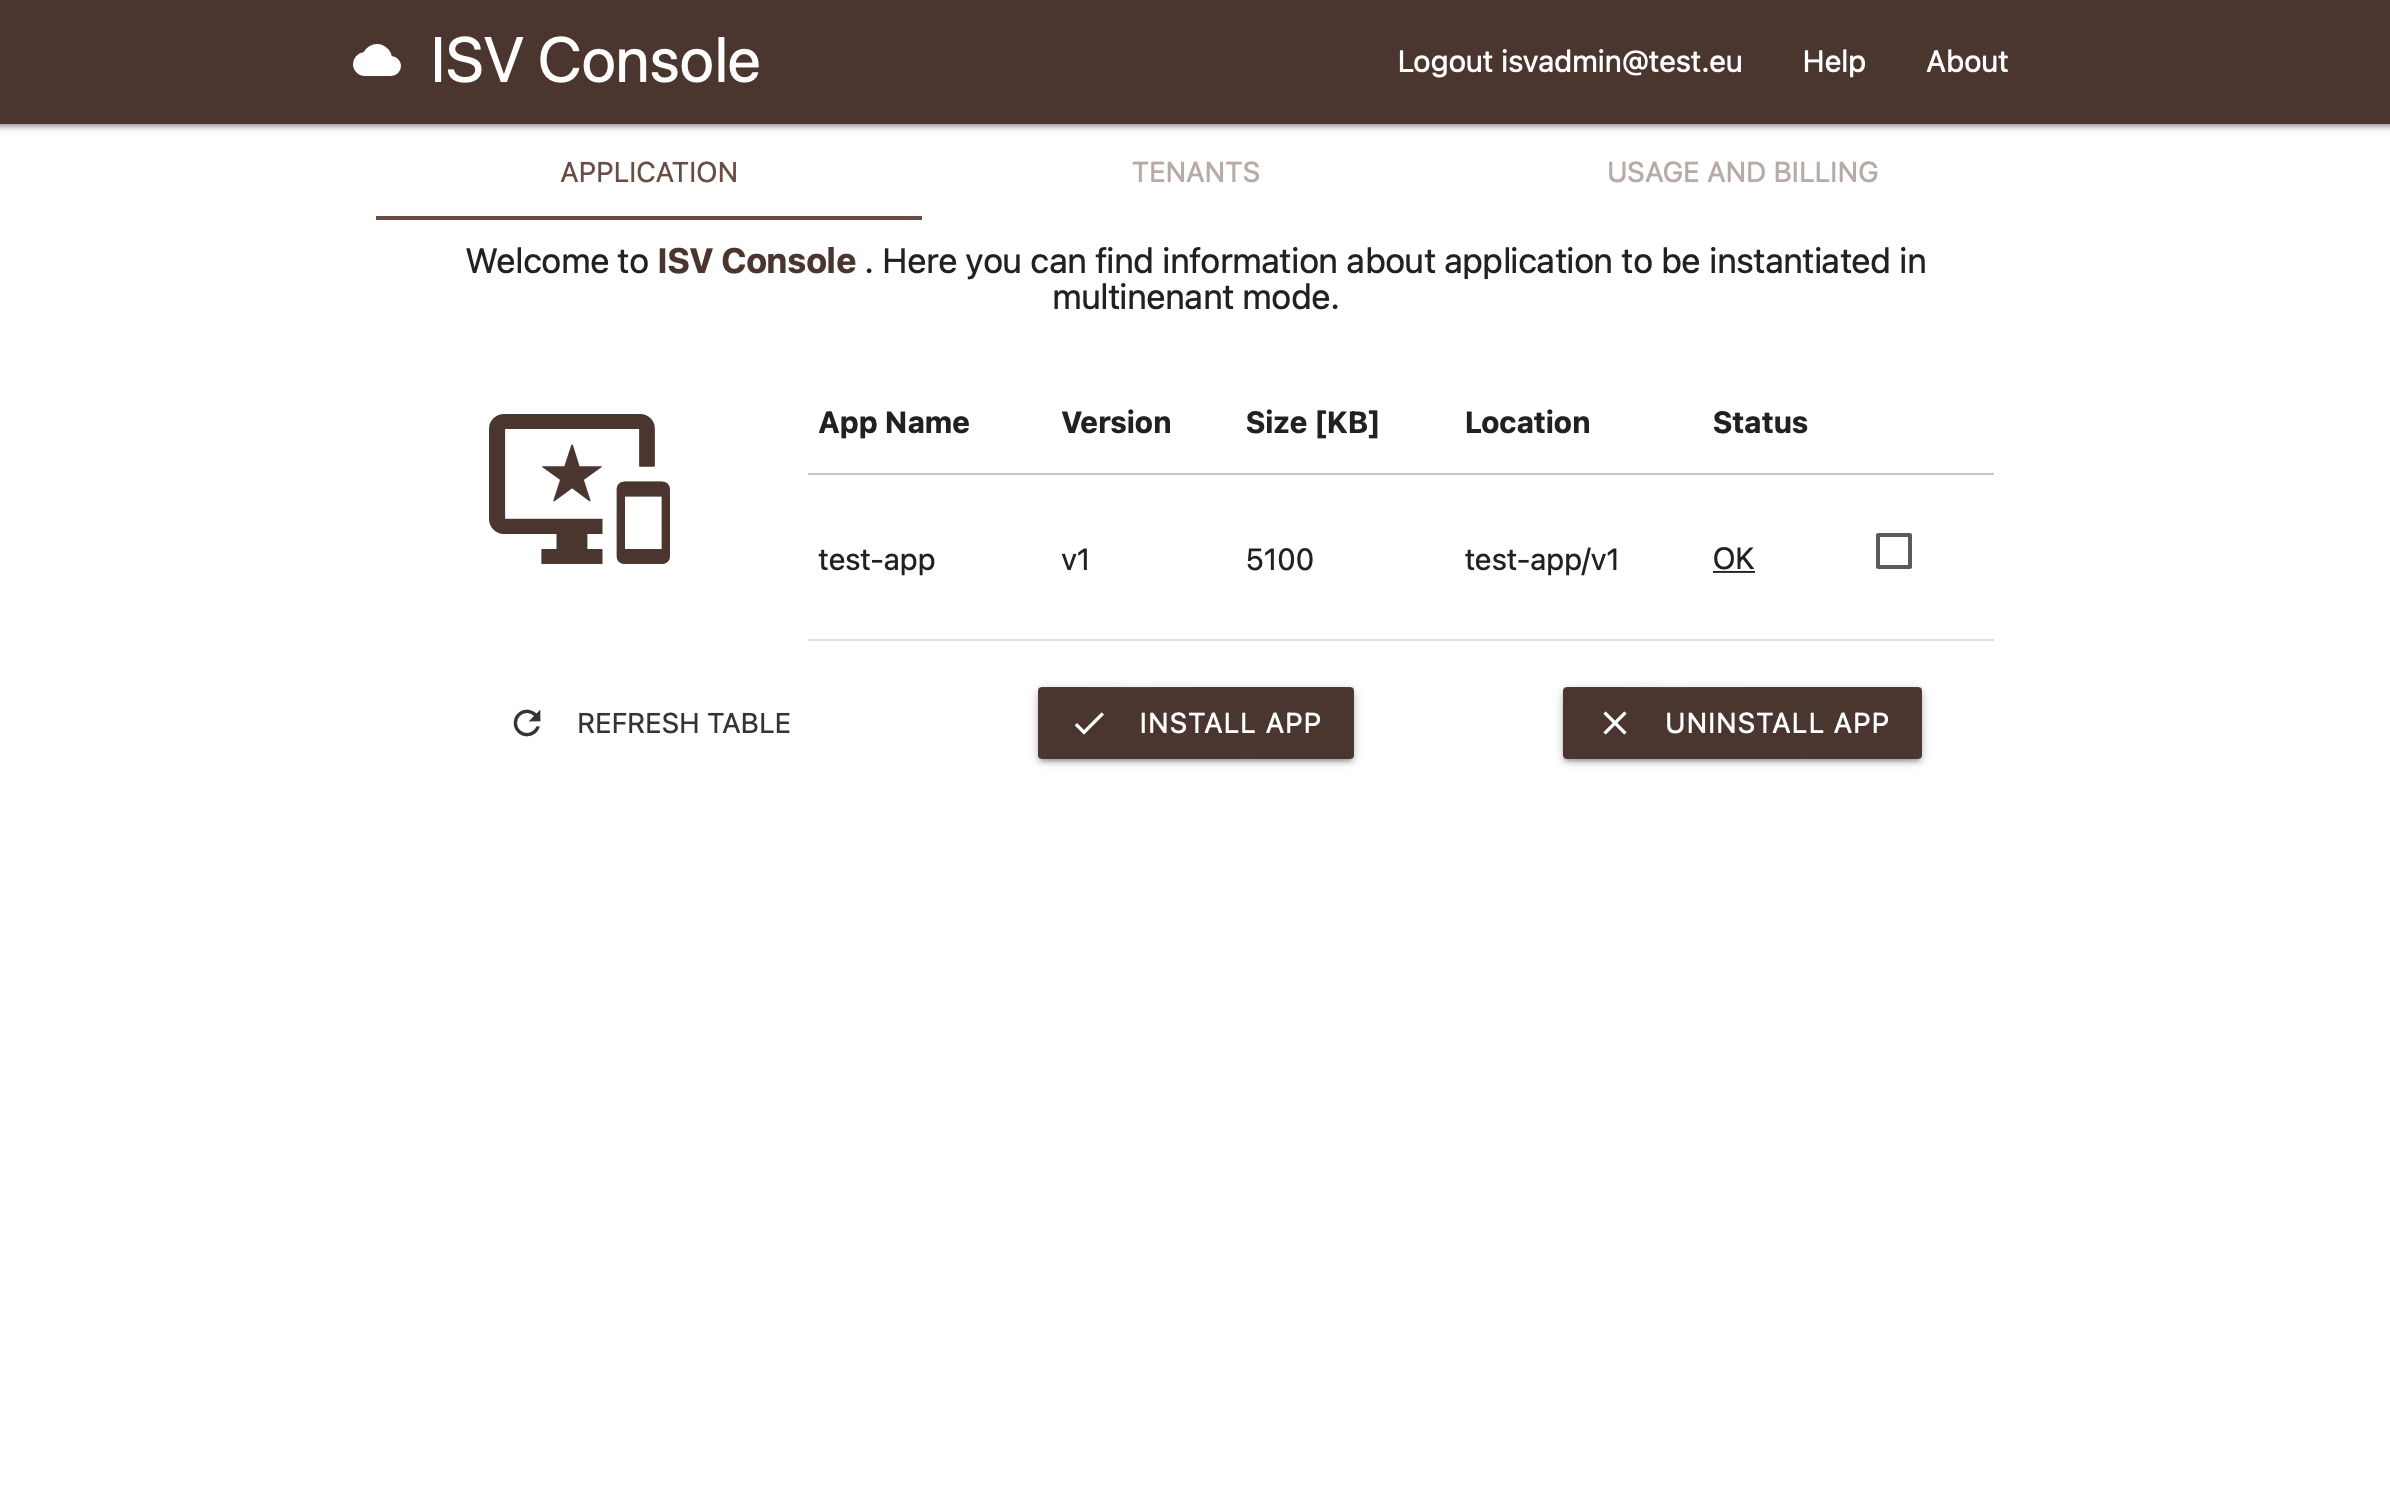 ISV Console
Logout isvadmin@test.eu Help About
APPLICATION TENANTS USAGE AND BILLING
Welcome to ISV Console . Here you can find information about application to be instantiated in
multinenant mode.
App Name Version Size [KB] Location Status
test-app v1 5100 test-app/v1 OK
REFRESH TABLE INSTALL APP UNINSTALL APP